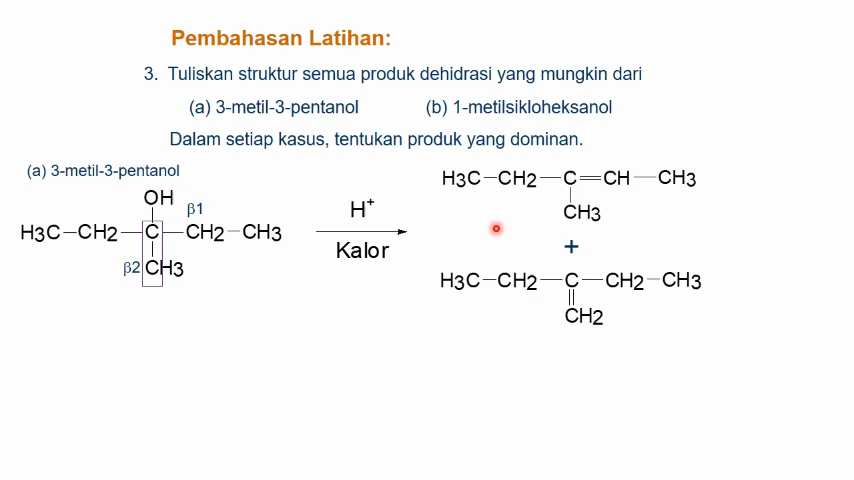 Pembahasan Latihan:
3. Tuliskan struktur semua produk dehidrasi yang mungkin dari
(a) 3-metil-3-pentanol (b) 1-metilsikloheksanol
Dalam setiap kasus, tentukan produk yang dominan.
(a) 3-metil-3-pentanol
OH
β1
H3C-CH2-C-CH2-CH3
β2 CH3
H+
Kalor
H3C-CH2-C=CH-CH3
CH3
+
H3C-CH2-C-CH2-CH3
CH2